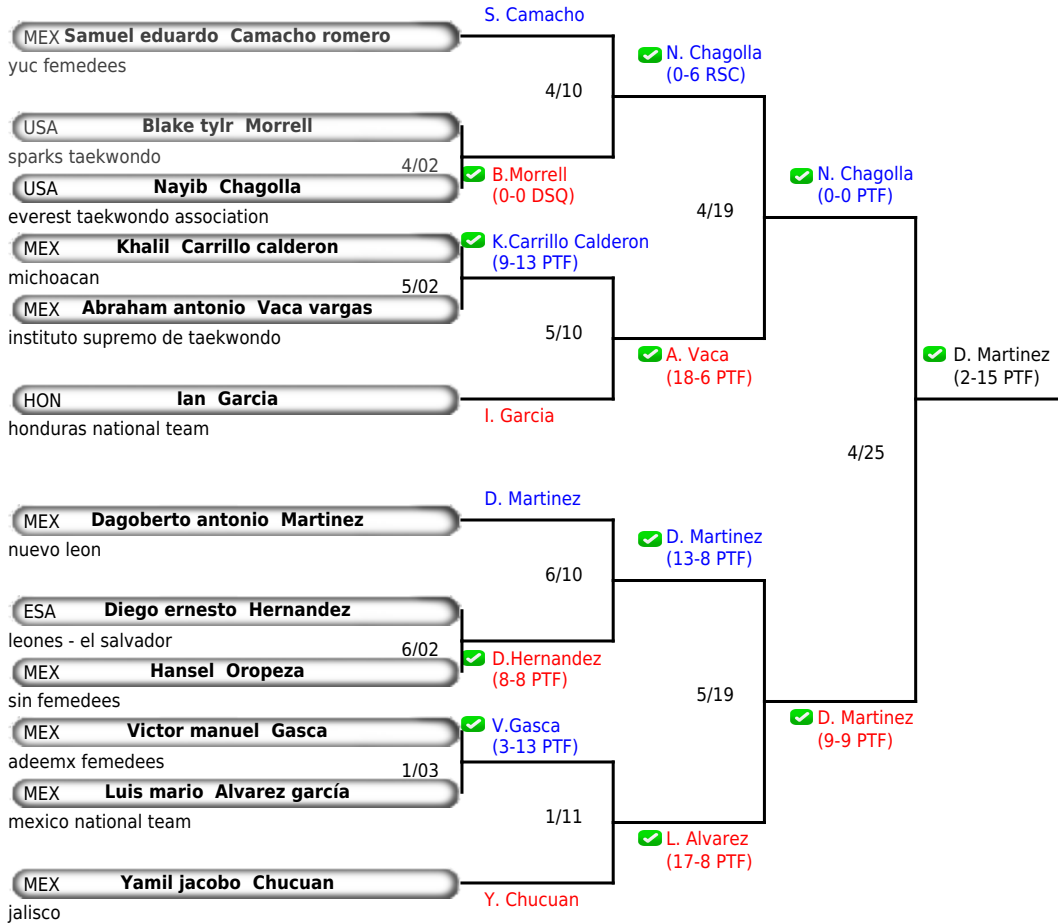 S. Camacho
MEX Samuel eduardo Camacho romero
yuc femedees
N. Chagolla
(0-6 RSC)
4/10
USA Blake tylr Morrell
sparks taekwondo
4/02
B.Morrell
(0-0 DSQ)
USA Nayib Chagolla
everest taekwondo association
N. Chagolla
(0-0 PTF)
4/19
MEX Khalil Carrillo calderon
michoacan
K.Carrillo Calderon
(9-13 PTF)
5/02
MEX Abraham antonio Vaca vargas
instituto supremo de taekwondo
5/10
A. Vaca
(18-6 PTF)
D. Martinez
(2-15 PTF)
HON Ian Garcia
honduras national team
I. Garcia
4/25
D. Martinez
MEX Dagoberto antonio Martinez
nuevo leon
D. Martinez
(13-8 PTF)
6/10
ESA Diego ernesto Hernandez
leones - el salvador
6/02
D.Hernandez
(8-8 PTF)
MEX Hansel Oropeza
sin femedees
5/19
D. Martinez
(9-9 PTF)
MEX Victor manuel Gasca
adeemx femedees
V.Gasca
(3-13 PTF)
1/03
MEX Luis mario Alvarez garcía
mexico national team
1/11
L. Alvarez
(17-8 PTF)
MEX Yamil jacobo Chucuan
jalisco
Y. Chucuan